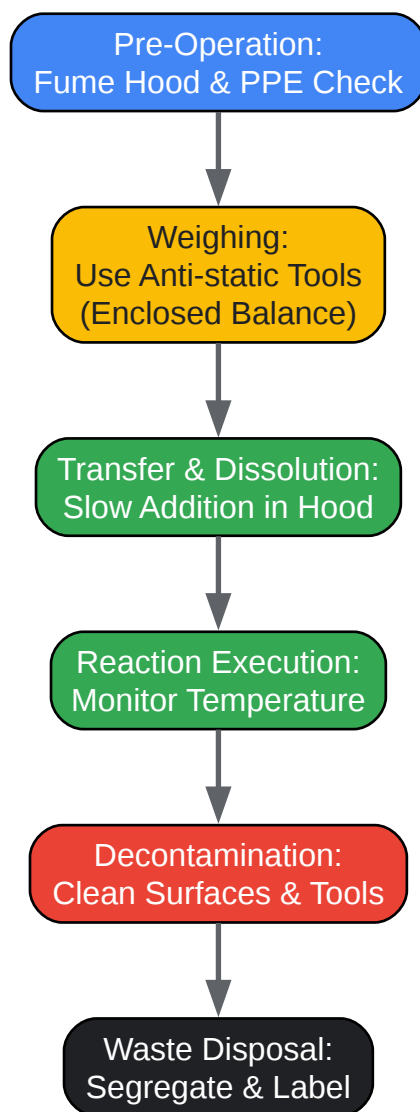 Pre-Operation:
Fume Hood & PPE Check
Weighing:
Use Anti-static Tools
(Enclosed Balance)
Transfer & Dissolution:
Slow Addition in Hood
Reaction Execution:
Monitor Temperature
Decontamination:
Clean Surfaces & Tools
Waste Disposal:
Segregate & Label